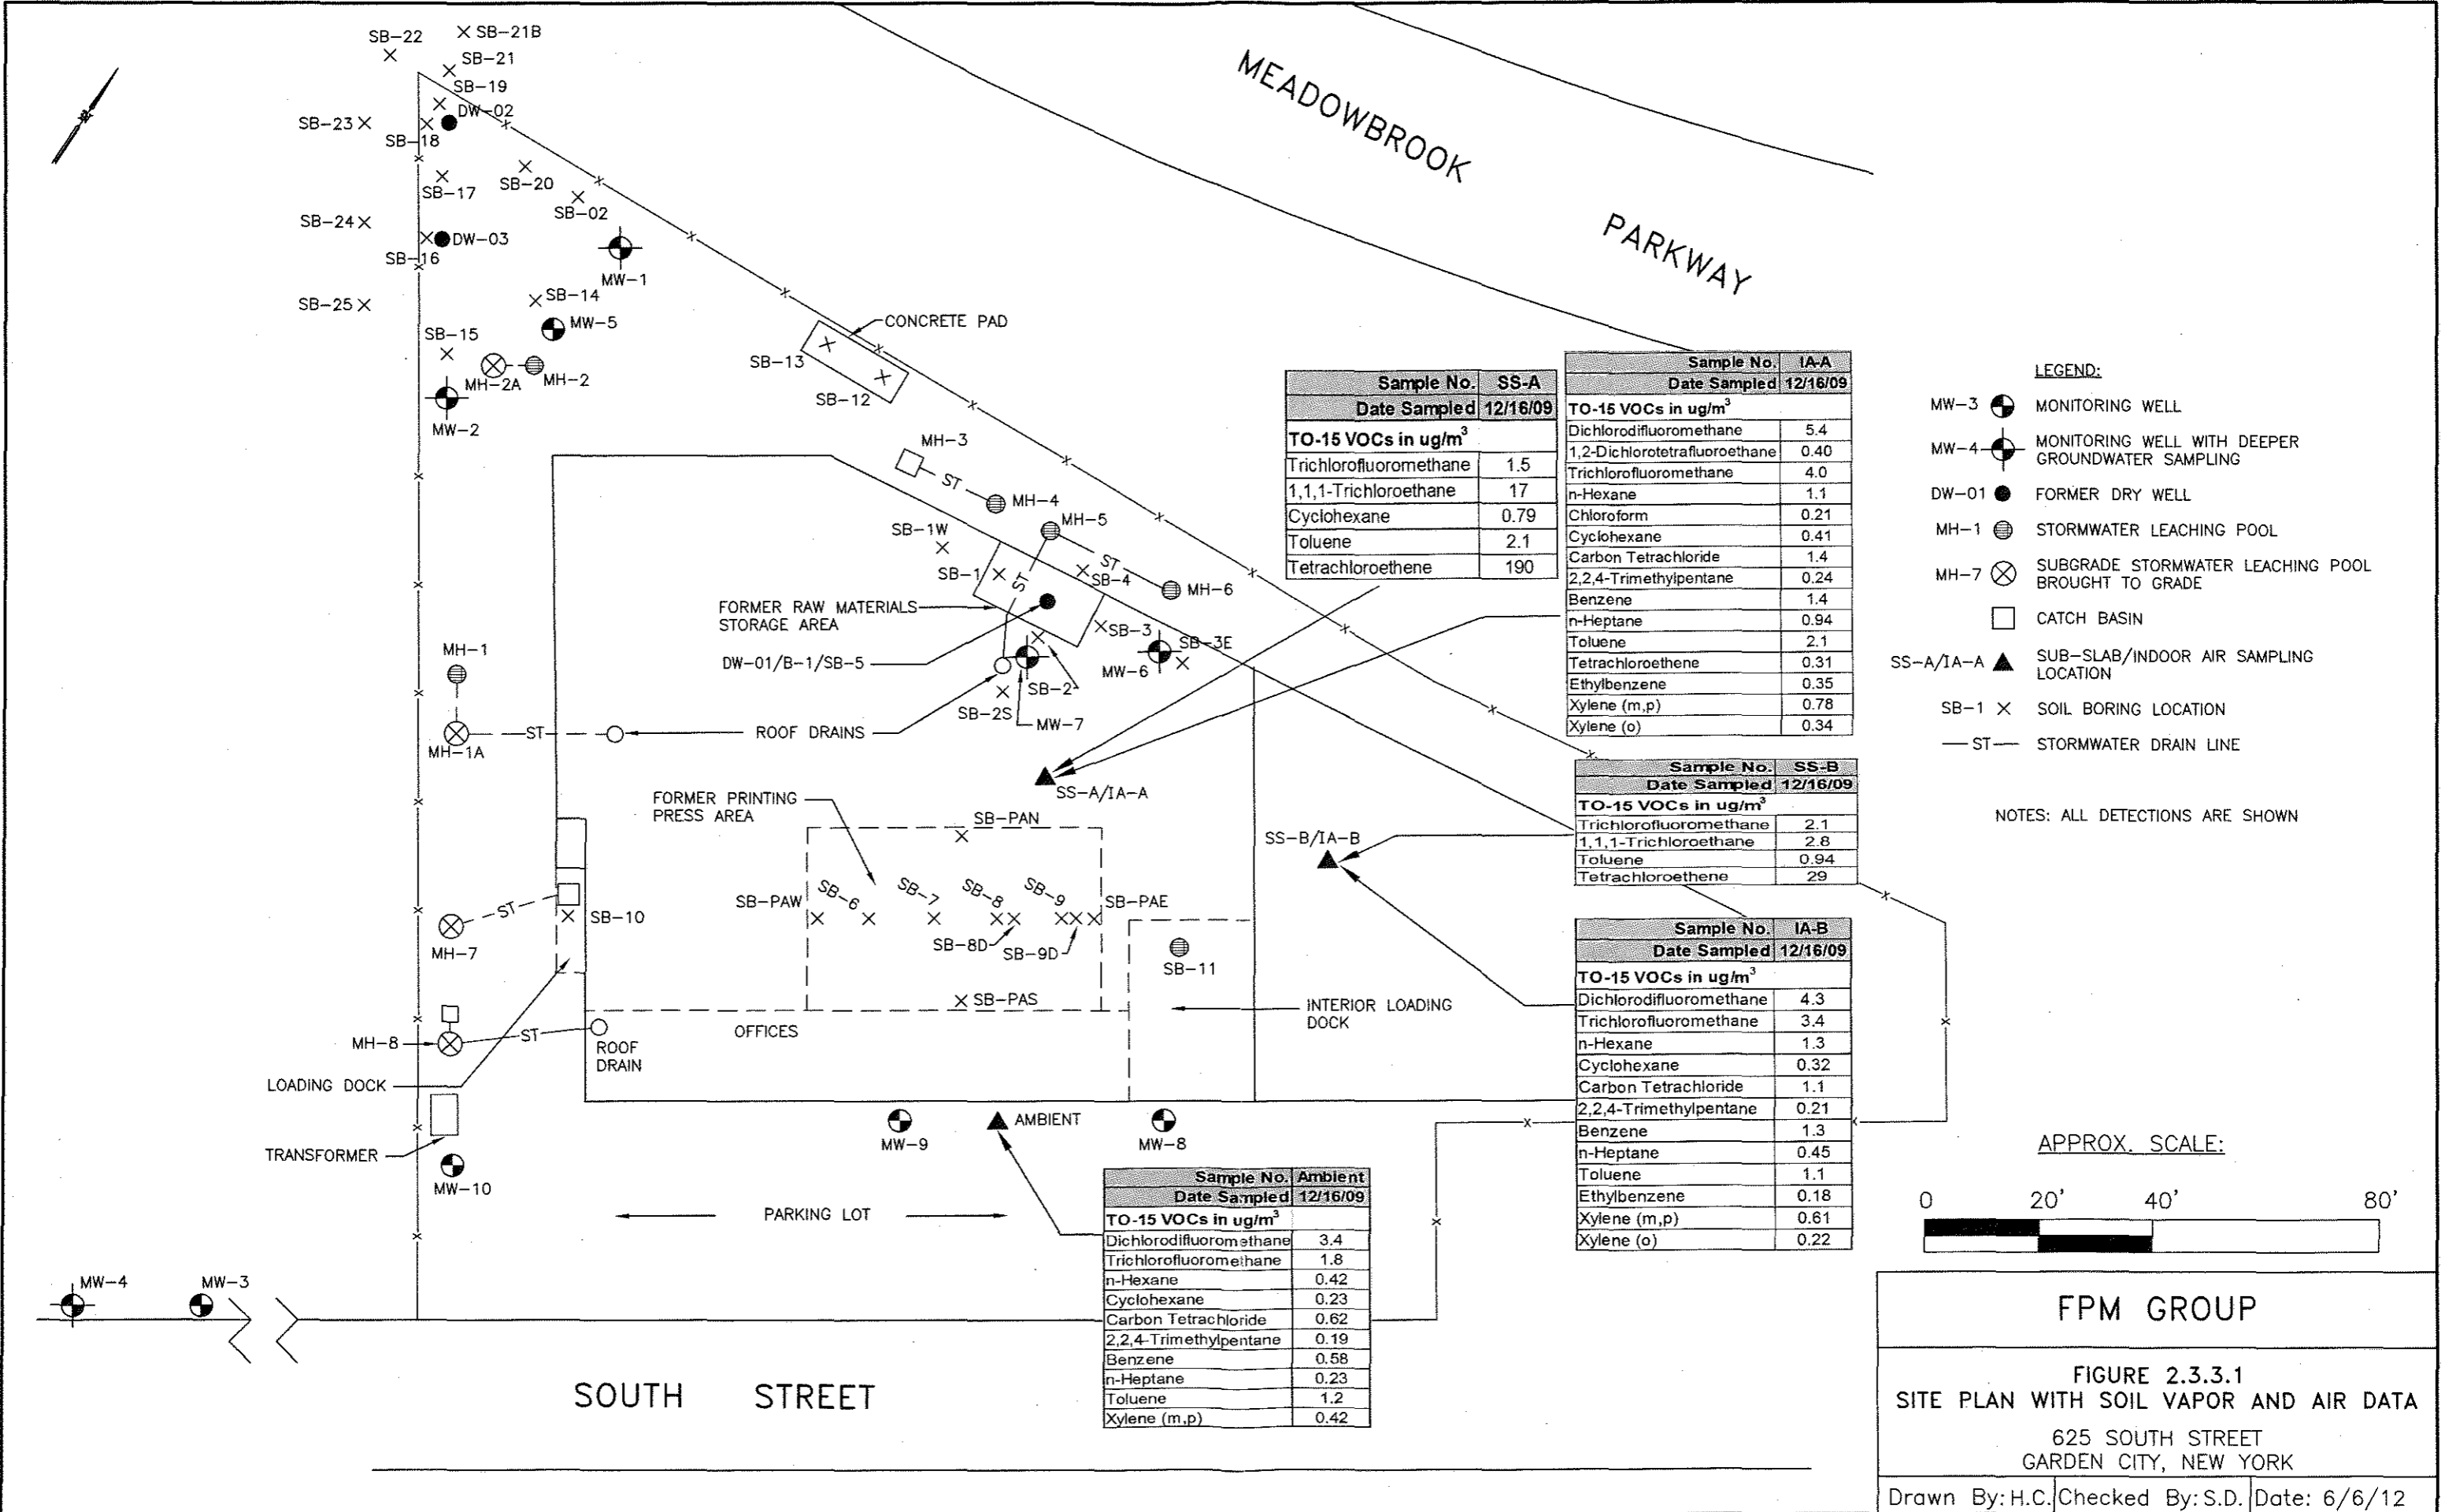 SB-22
SB-21B
SB-21
SB-19
DW-02
SB-23
SB-18
SB-17
SB-20
SB-02
SB-24
DW-03
SB-16
MW-1
SB-25
SB-14
MW-5
SB-15
MH-2A
MH-2
MW-2
MEADOWBROOK
PARKWAY
CONCRETE PAD
SB-13
SB-12
MH-3
ST
MH-4
MH-5
SB-1W
SB-1
ST
ST
SB-4
MH-6
FORMER RAW MATERIALS
STORAGE AREA
SB-3
SB-3E
MW-6
DW-01/B-1/SB-5
SB-2
SB-2S
MW-7
MH-1
MH-1A
ST
ROOF DRAINS
SS-A/IA-A
FORMER PRINTING
PRESS AREA
SB-PAN
SS-B/IA-B
SB-PAW
SB-6
SB-7
SB-8
SB-9
SB-PAE
SB-8D
SB-9D
SB-11
SB-PAS
ST
SB-10
MH-7
INTERIOR LOADING
DOCK
OFFICES
MH-8
ST
ROOF
DRAIN
LOADING DOCK
TRANSFORMER
MW-10
MW-9
AMBIENT
MW-8
PARKING LOT
MW-4
MW-3
SOUTH STREET
Sample No. SS-A
Date Sampled 12/16/09
TO-15 VOCs in ug/m³
Trichlorofluoromethane 1.5
1,1,1-Trichloroethane 17
Cyclohexane 0.79
Toluene 2.1
Tetrachloroethene 190
Sample No. IA-A
Date Sampled 12/16/09
TO-15 VOCs in ug/m³
Dichlorodifluoromethane 5.4
1,2-Dichlorotetrafluoroethane 0.40
Trichlorofluoromethane 4.0
n-Hexane 1.1
Chloroform 0.21
Cyclohexane 0.41
Carbon Tetrachloride 1.4
2,2,4-Trimethylpentane 0.24
Benzene 1.4
n-Heptane 0.94
Toluene 2.1
Tetrachloroethene 0.31
Ethylbenzene 0.35
Xylene (m,p) 0.78
Xylene (o) 0.34
Sample No. SS-B
Date Sampled 12/16/09
TO-15 VOCs in ug/m³
Trichlorofluoromethane 2.1
1,1,1-Trichloroethane 2.8
Toluene 0.94
Tetrachloroethene 29
Sample No. IA-B
Date Sampled 12/16/09
TO-15 VOCs in ug/m³
Dichlorodifluoromethane 4.3
Trichlorofluoromethane 3.4
n-Hexane 1.3
Cyclohexane 0.32
Carbon Tetrachloride 1.1
2,2,4-Trimethylpentane 0.21
Benzene 1.3
n-Heptane 0.45
Toluene 1.1
Ethylbenzene 0.18
Xylene (m,p) 0.61
Xylene (o) 0.22
Sample No. Ambient
Date Sampled 12/16/09
TO-15 VOCs in ug/m³
Dichlorodifluoromethane 3.4
Trichlorofluoromethane 1.8
n-Hexane 0.42
Cyclohexane 0.23
Carbon Tetrachloride 0.62
2,2,4-Trimethylpentane 0.19
Benzene 0.58
n-Heptane 0.23
Toluene 1.2
Xylene (m,p) 0.42
LEGEND:
MW-3 MONITORING WELL
MW-4 MONITORING WELL WITH DEEPER
GROUNDWATER SAMPLING
DW-01 FORMER DRY WELL
MH-1 STORMWATER LEACHING POOL
MH-7 SUBGRADE STORMWATER LEACHING POOL
BROUGHT TO GRADE
CATCH BASIN
SS-A/IA-A SUB-SLAB/INDOOR AIR SAMPLING
LOCATION
SB-1 SOIL BORING LOCATION
ST STORMWATER DRAIN LINE
NOTES: ALL DETECTIONS ARE SHOWN
APPROX. SCALE:
0 20' 40' 80'
FPM GROUP
FIGURE 2.3.3.1
SITE PLAN WITH SOIL VAPOR AND AIR DATA
625 SOUTH STREET
GARDEN CITY, NEW YORK
Drawn By: H.C. Checked By: S.D. Date: 6/6/12